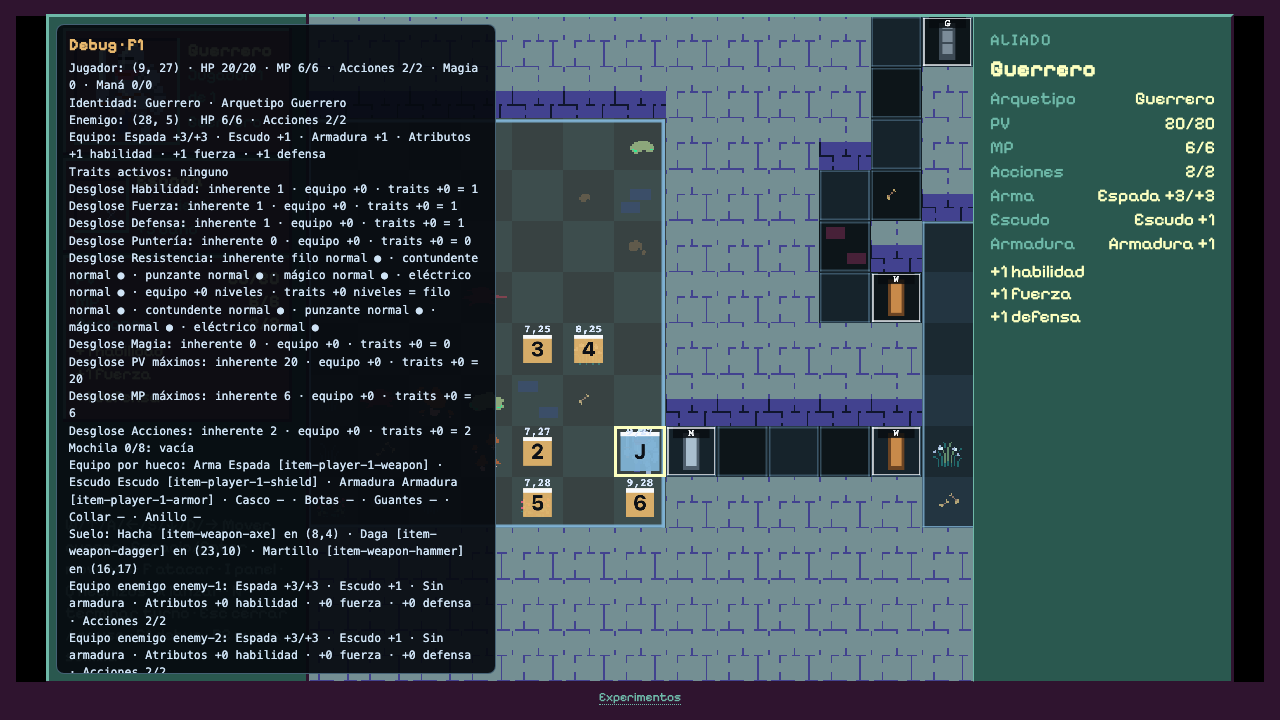 Debug·F1
Jugador: (9, 27) · HP 20/20 · MP 6/6 · Acciones 2/2 · Magia
0 · Maná 0/0
Identidad: Guerrero · Arquetipo Guerrero
Enemigo: (28, 5) · HP 6/6 · Acciones 2/2
Equipo: Espada +3/+3 · Escudo +1 · Armadura +1 · Atributos
+1 habilidad · +1 fuerza · +1 defensa
Traits activos: ninguno
Desglose Habilidad: inherente 1 · equipo +0 · traits +0 = 1
Desglose Fuerza: inherente 1 · equipo +0 · traits +0 = 1
Desglose Defensa: inherente 1 · equipo +0 · traits +0 = 1
Desglose Puntería: inherente 0 · equipo +0 · traits +0 = 0
Desglose Resistencia: inherente filo normal ● · contundente
normal ● · punzante normal ● · mágico normal ● · eléctrico
normal ● · equipo +0 niveles · traits +0 niveles = filo
normal ● · contundente normal ● · punzante normal ● ·
mágico normal ● · eléctrico normal ●
Desglose Magia: inherente 0 · equipo +0 · traits +0 = 0
Desglose PV máximos: inherente 20 · equipo +0 · traits +0 =
20
Desglose MP máximos: inherente 6 · equipo +0 · traits +0 =
6
Desglose Acciones: inherente 2 · equipo +0 · traits +0 = 2
Mochila 0/8: vacía
Equipo por hueco: Arma Espada [item-player-1-weapon] ·
Escudo Escudo [item-player-1-shield] · Armadura Armadura
[item-player-1-armor] · Casco — · Botas — · Guantes — ·
Collar — · Anillo —
Suelo: Hacha [item-weapon-axe] en (8,4) · Daga [item-
weapon-dagger] en (23,10) · Martillo [item-weapon-hammer]
en (16,17)
Equipo enemigo enemy-1: Espada +3/+3 · Escudo +1 · Sin
armadura · Atributos +0 habilidad · +0 fuerza · +0 defensa
· Acciones 2/2
Equipo enemigo enemy-2: Espada +3/+3 · Escudo +1 · Sin
armadura · Atributos +0 habilidad · +0 fuerza · +0 defensa
· Acciones 2/2
G
W
7,25
3
8,25
4
7,27
2
J
N
W
7,28
5
9,28
6
ALIADO
Guerrero
Arquetipo Guerrero
PV 20/20
MP 6/6
Acciones 2/2
Arma Espada +3/+3
Escudo Escudo +1
Armadura Armadura +1
+1 habilidad
+1 fuerza
+1 defensa
Experimentos